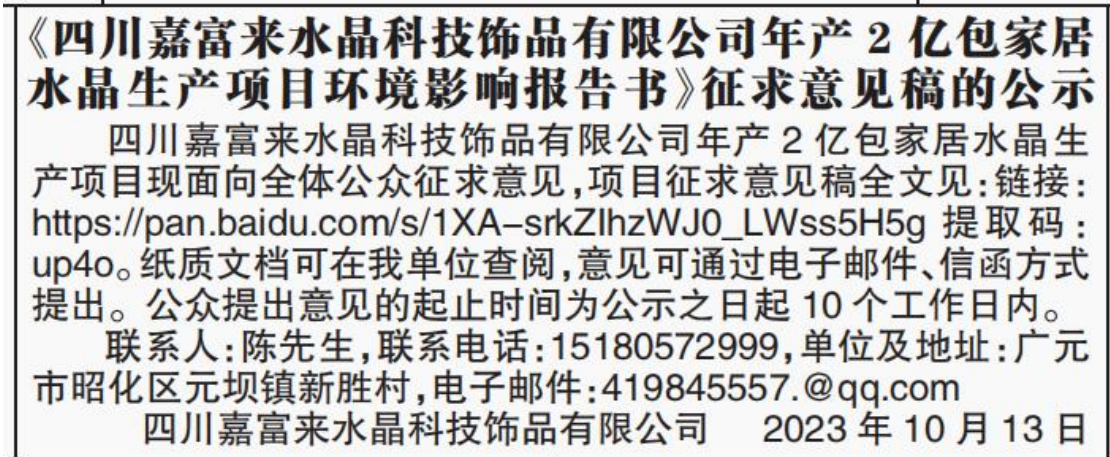 《四川嘉富来水晶科技饰品有限公司年产2亿包家居
水晶生产项目环境影响报告书》征求意见稿的公示
四川嘉富来水晶科技饰品有限公司年产2亿包家居水晶生
产项目现面向全体公众征求意见,项目征求意见稿全文见:链接:
https://pan.baidu.com/s/1XA-srkZlhzWJ0_LWss5H5g 提取码:
up4o。纸质文档可在我单位查阅,意见可通过电子邮件、信函方式
提出。公众提出意见的起止时间为公示之日起10个工作日内。
联系人:陈先生,联系电话:15180572999,单位及地址:广元
市昭化区元坝镇新胜村,电子邮件:419845557.@qq.com
四川嘉富来水晶科技饰品有限公司 2023年10月13日